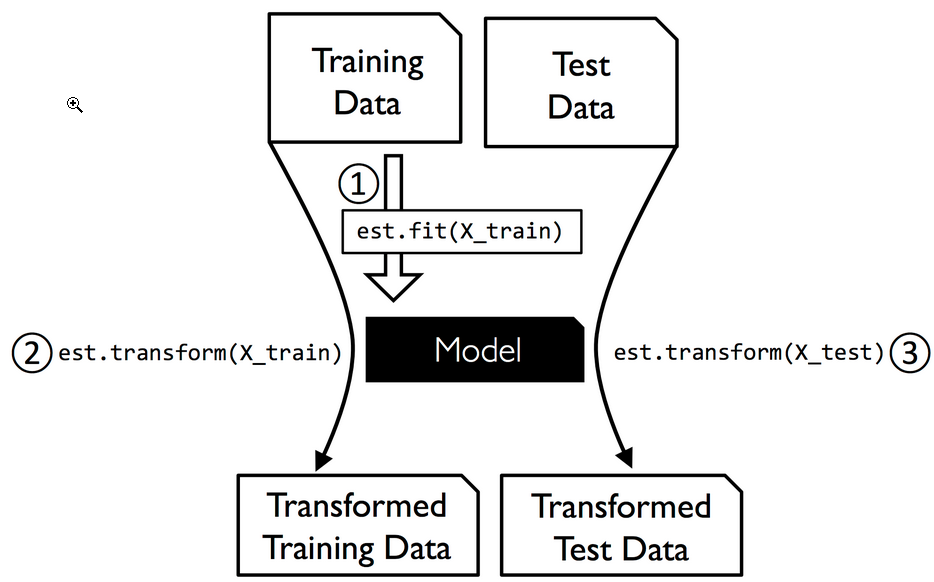 Training
Data
Test
Data
①
est.fit(X_train)
② est.transform(X_train)
Model
est.transform(X_test) ③
Transformed
Training Data
Transformed
Test Data